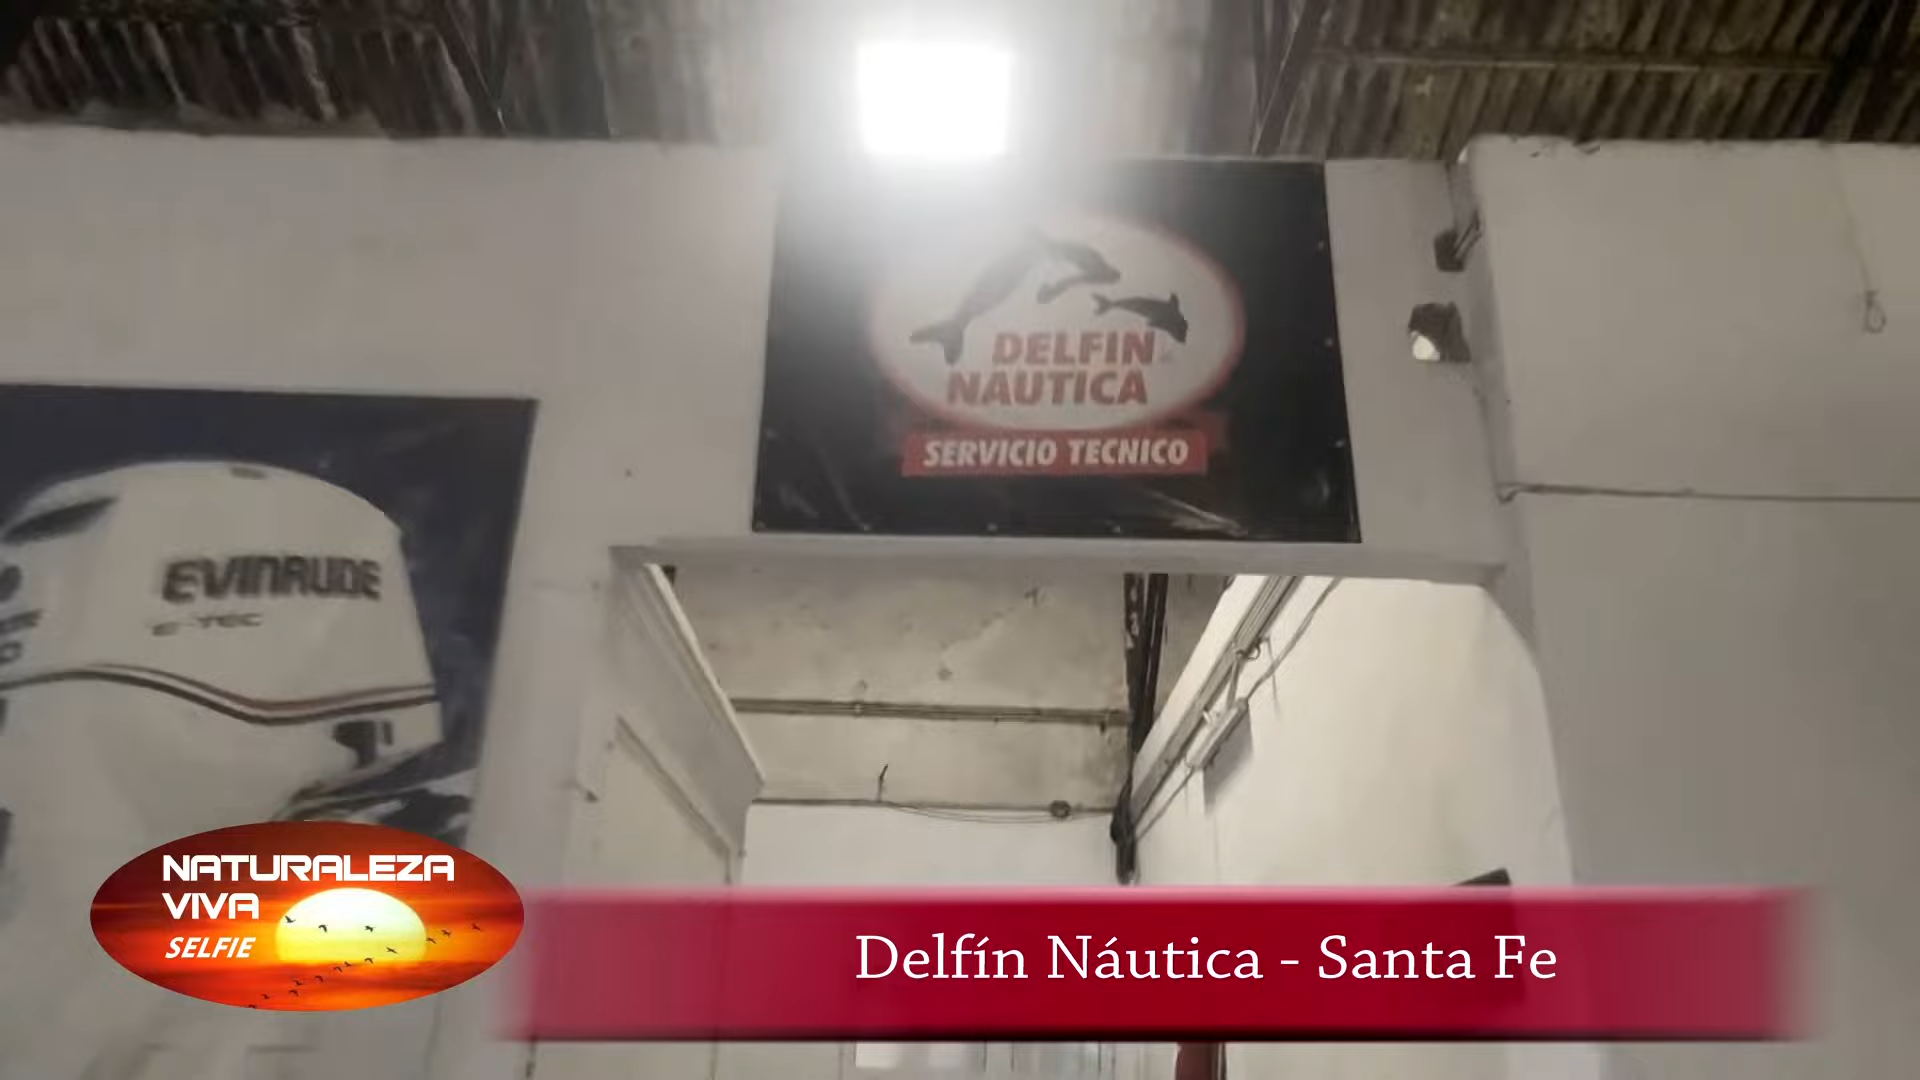 DELFIN
NAUTICA
SERVICIO TECNICO
EVINRUDE
E-TEC
NATURALEZA
VIVA
SELFIE
Delfín Náutica - Santa Fe